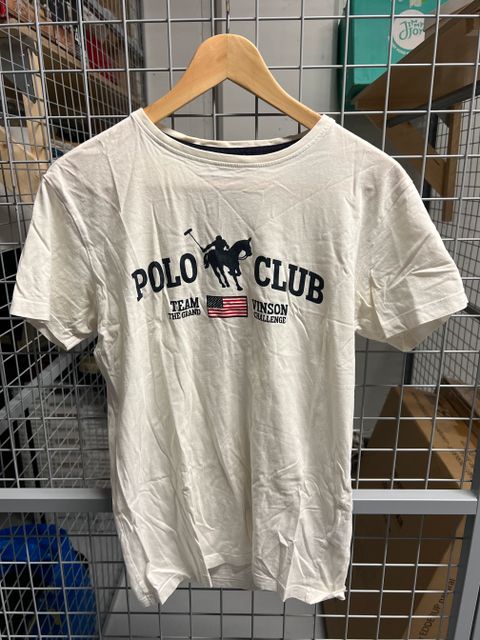 POLO CLUB
TEAM VINSON
THE GRAND CHALLENGE